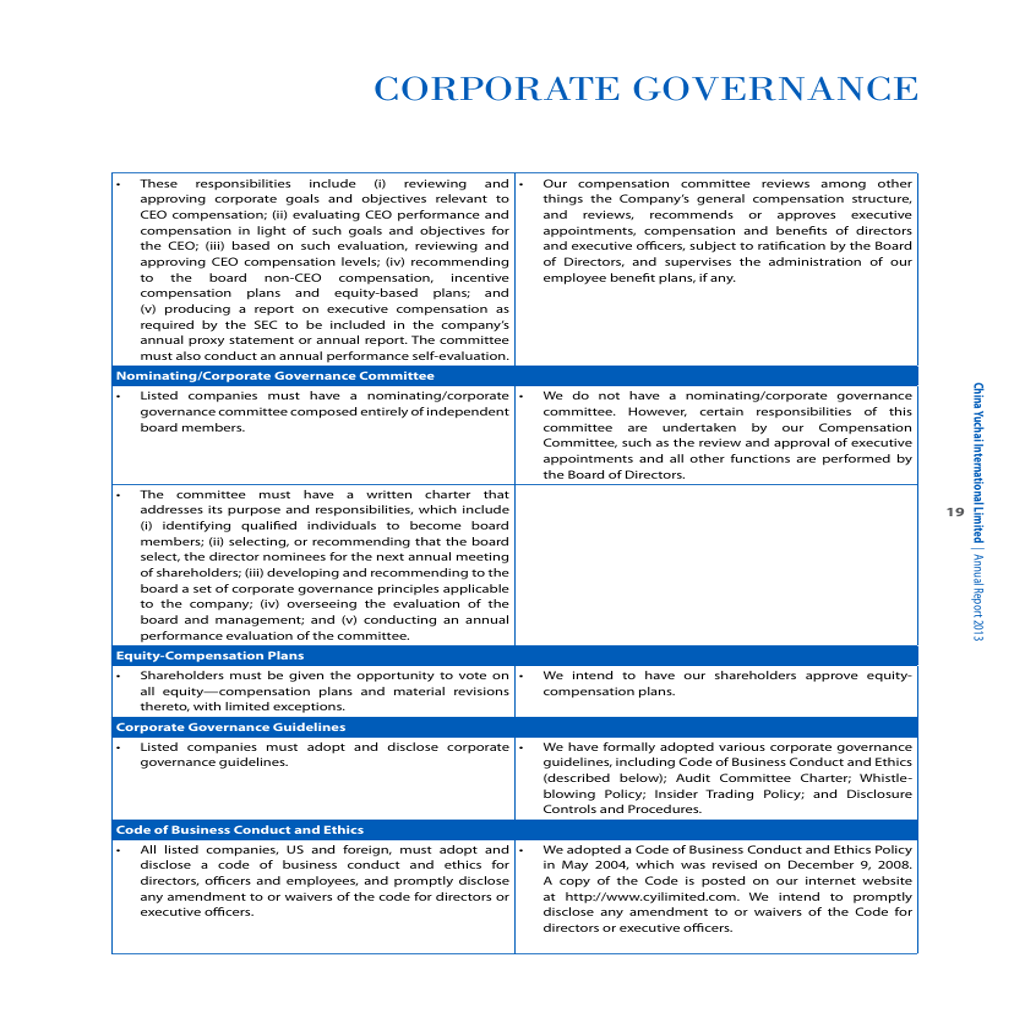 CORPORATE GOVERNANCE
• These responsibilities include (i) reviewing and
approving corporate goals and objectives relevant to
CEO compensation; (ii) evaluating CEO performance and
compensation in light of such goals and objectives for
the CEO; (iii) based on such evaluation, reviewing and
approving CEO compensation levels; (iv) recommending
to the board non-CEO compensation, incentive
compensation plans and equity-based plans; and
(v) producing a report on executive compensation as
required by the SEC to be included in the company's
annual proxy statement or annual report. The committee
must also conduct an annual performance self-evaluation.
• Our compensation committee reviews among other
things the Company's general compensation structure,
and reviews, recommends or approves executive
appointments, compensation and benefits of directors
and executive officers, subject to ratification by the Board
of Directors, and supervises the administration of our
employee benefit plans, if any.
Nominating/Corporate Governance Committee
• Listed companies must have a nominating/corporate
governance committee composed entirely of independent
board members.
• We do not have a nominating/corporate governance
committee. However, certain responsibilities of this
committee are undertaken by our Compensation
Committee, such as the review and approval of executive
appointments and all other functions are performed by
the Board of Directors.
• The committee must have a written charter that
addresses its purpose and responsibilities, which include
(i) identifying qualified individuals to become board
members; (ii) selecting, or recommending that the board
select, the director nominees for the next annual meeting
of shareholders; (iii) developing and recommending to the
board a set of corporate governance principles applicable
to the company; (iv) overseeing the evaluation of the
board and management; and (v) conducting an annual
performance evaluation of the committee.
Equity-Compensation Plans
• Shareholders must be given the opportunity to vote on
all equity—compensation plans and material revisions
thereto, with limited exceptions.
• We intend to have our shareholders approve equity-
compensation plans.
Corporate Governance Guidelines
• Listed companies must adopt and disclose corporate
governance guidelines.
• We have formally adopted various corporate governance
guidelines, including Code of Business Conduct and Ethics
(described below); Audit Committee Charter; Whistle-
blowing Policy; Insider Trading Policy; and Disclosure
Controls and Procedures.
Code of Business Conduct and Ethics
• All listed companies, US and foreign, must adopt and
disclose a code of business conduct and ethics for
directors, officers and employees, and promptly disclose
any amendment to or waivers of the code for directors or
executive officers.
• We adopted a Code of Business Conduct and Ethics Policy
in May 2004, which was revised on December 9, 2008.
A copy of the Code is posted on our internet website
at http://www.cyilimited.com. We intend to promptly
disclose any amendment to or waivers of the Code for
directors or executive officers.
19
China Yuchai International Limited | Annual Report 2013